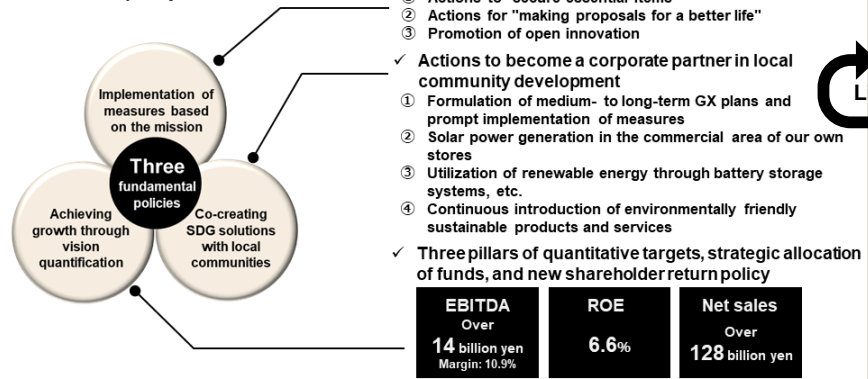 ① Actions to "secure essential items"
② Actions for "making proposals for a better life"
③ Promotion of open innovation
✓ Actions to become a corporate partner in local
community development
① Formulation of medium- to long-term GX plans and
prompt implementation of measures
② Solar power generation in the commercial area of our own
stores
③ Utilization of renewable energy through battery storage
systems, etc.
④ Continuous introduction of environmentally friendly
sustainable products and services
✓ Three pillars of quantitative targets, strategic allocation
of funds, and new shareholder return policy
Implementation of
measures based
on the mission
Three
fundamental
policies
Achieving
growth through
vision
quantification
Co-creating
SDG solutions
with local
communities
EBITDA
Over
14 billion yen
Margin: 10.9%
ROE
6.6%
Net sales
Over
128 billion yen
L